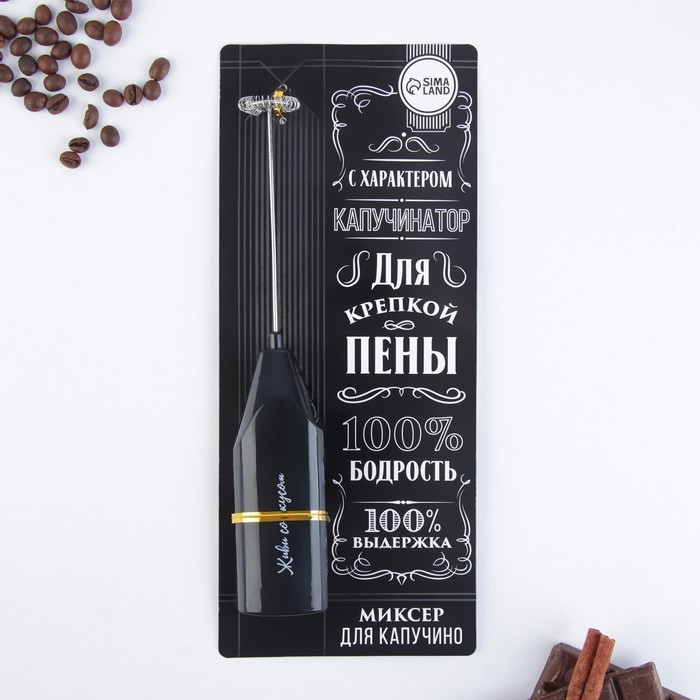 SIMA
LAND
С ХАРАКТЕРОМ
КАПУЧИНАТОР
Для
КРЕПКОЙ
ПЕНЫ
100%
БОДРОСТЬ
100%
ВЫДЕРЖКА
МИКСЕР
ДЛЯ КАПУЧИНО
Живи со вкусом